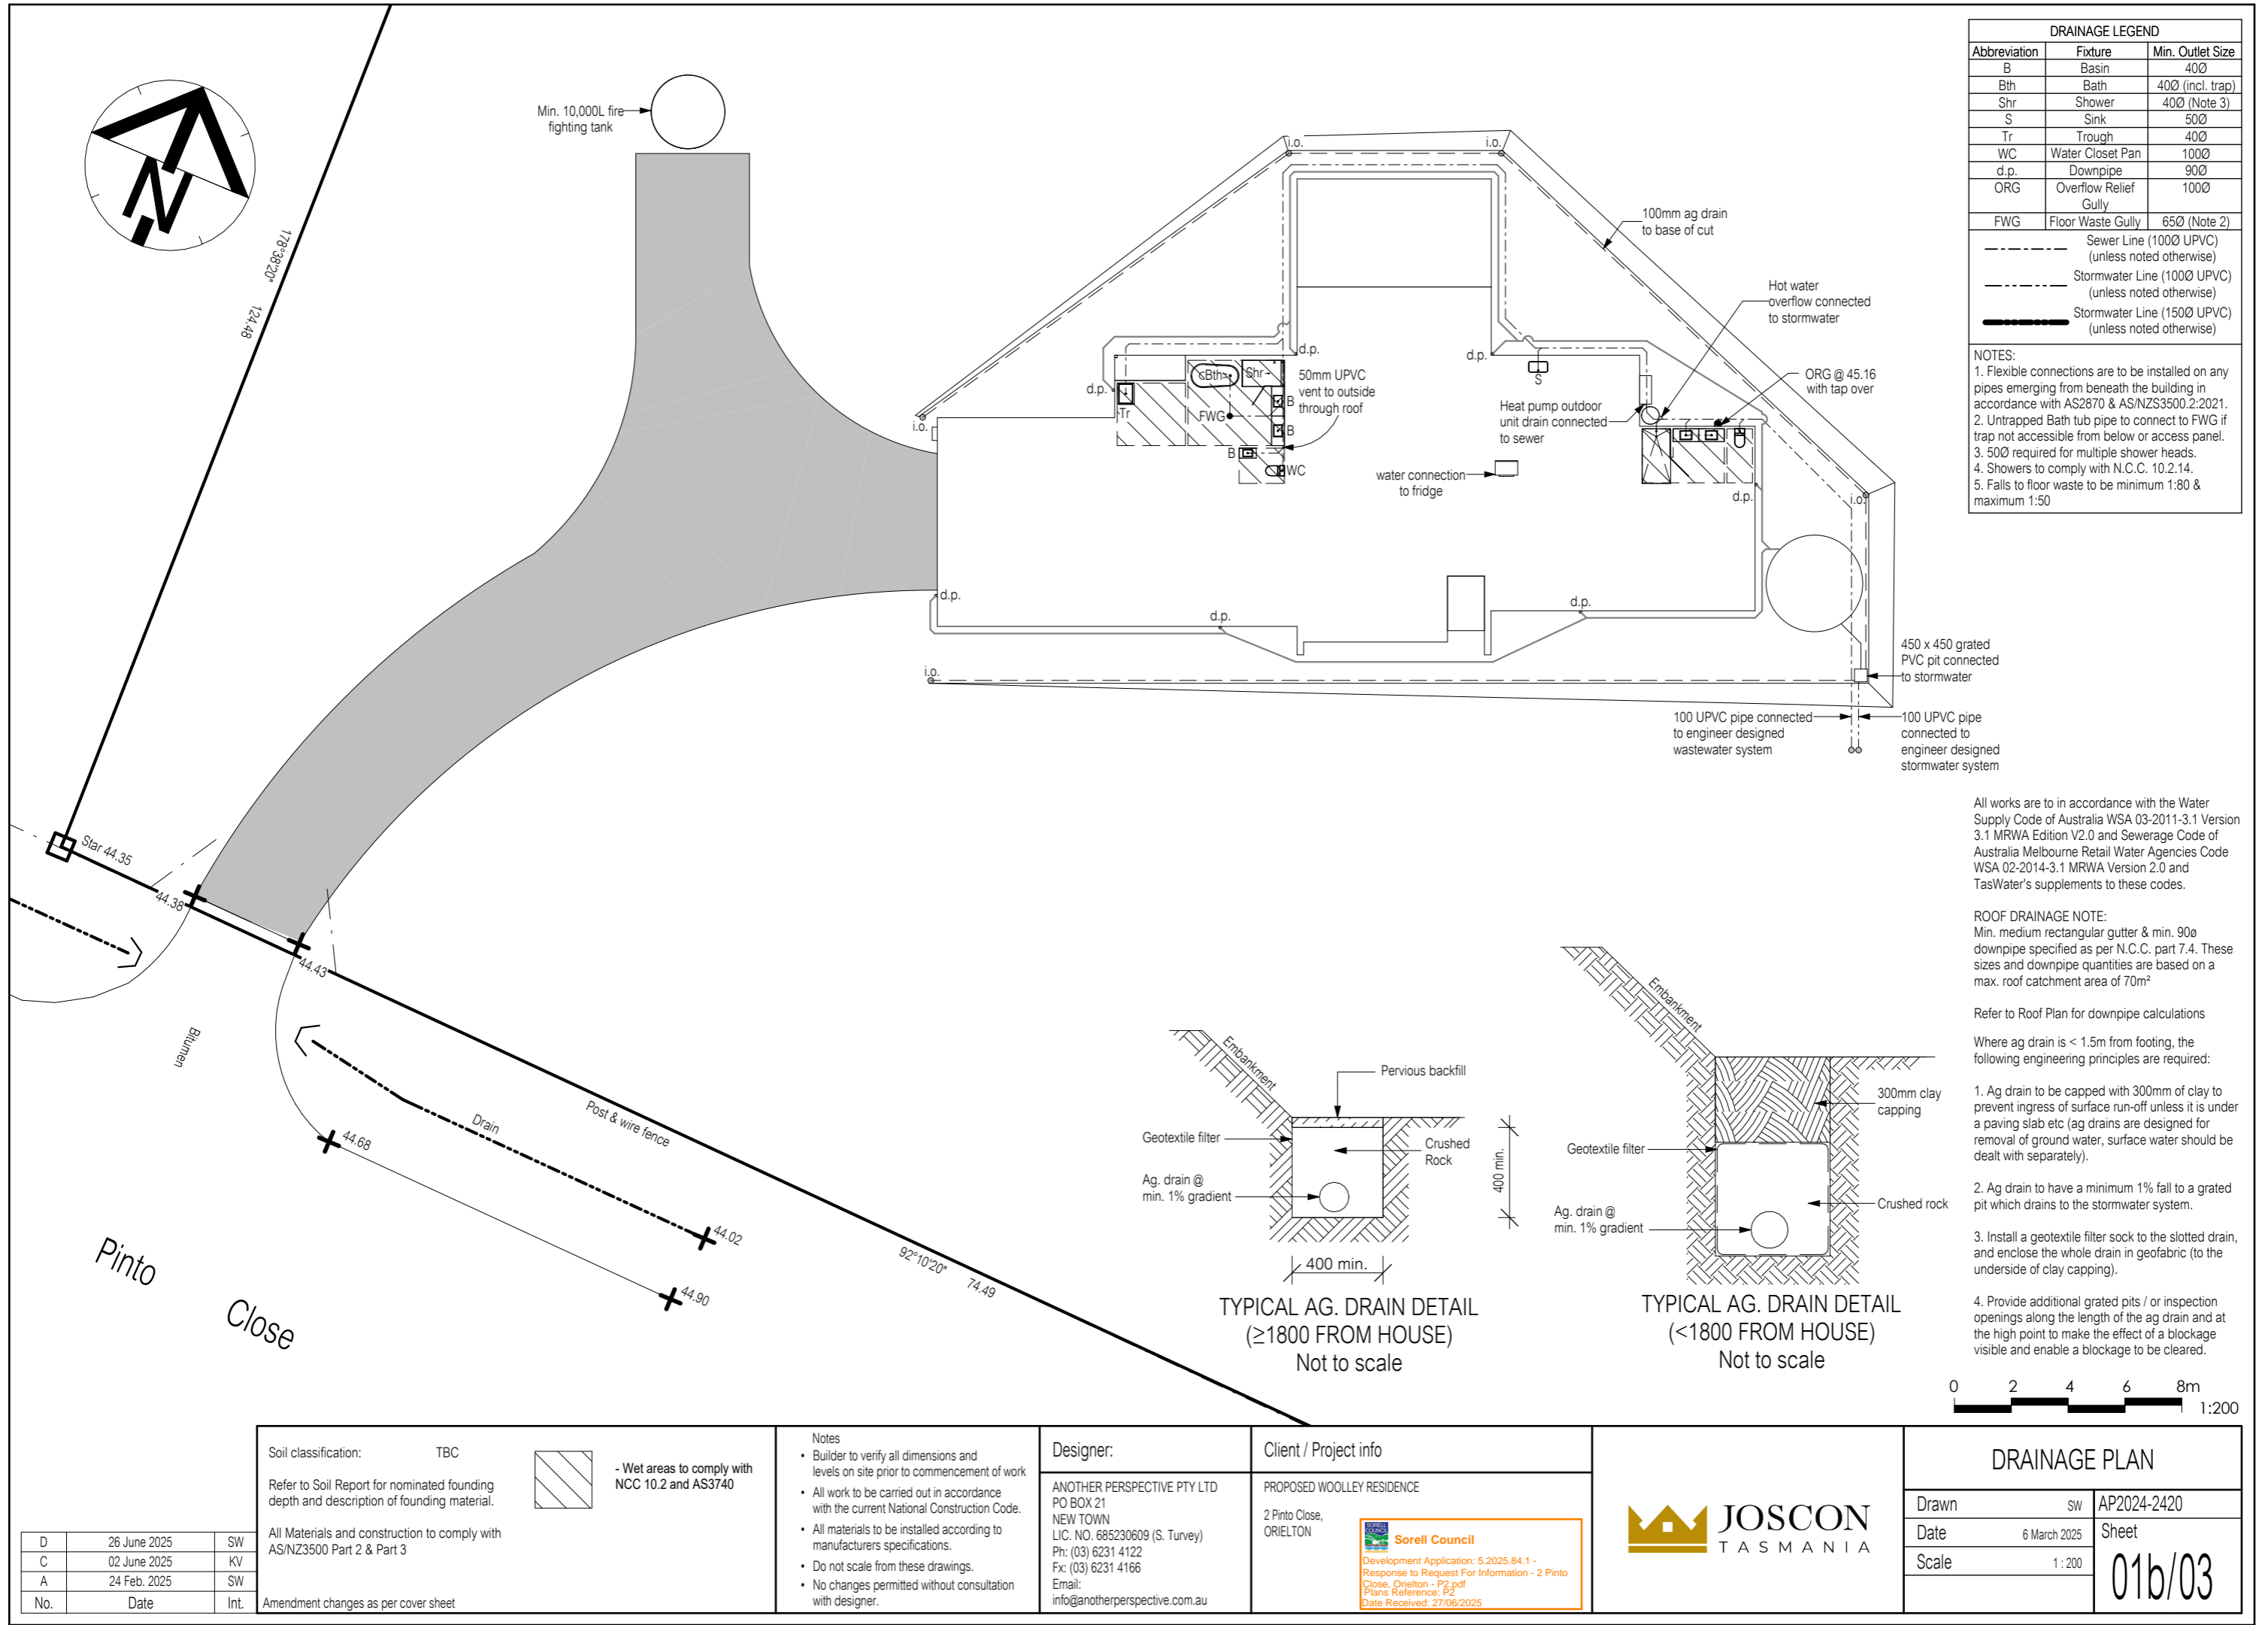 Min. 10,000L fire
fighting tank
N
178°38'20"
124.48
i.o.
i.o.
100mm ag drain
to base of cut
Hot water
overflow connected
to stormwater
d.p.
d.p.
ORG @ 45.16
with tap over
50mm UPVC
vent to outside
through roof
d.p.
Bth
Shr
S
Tr
FWG
B
B
B
WC
i.o.
Heat pump outdoor
unit drain connected
to sewer
water connection
to fridge
d.p.
i.o.
d.p.
d.p.
d.p.
i.o.
450 x 450 grated
PVC pit connected
to stormwater
100 UPVC pipe connected
to engineer designed
wastewater system
100 UPVC pipe
connected to
engineer designed
stormwater system
Star 44.35
44.38
44.43
Bitumen
44.68
Drain
Post & wire fence
44.02
44.90
92°10'20"
74.49
Pinto
Close
DRAINAGE LEGEND
Abbreviation Fixture Min. Outlet Size
B Basin 40Ø
Bth Bath 40Ø (incl. trap)
Shr Shower 40Ø (Note 3)
S Sink 50Ø
Tr Trough 40Ø
WC Water Closet Pan 100Ø
d.p. Downpipe 90Ø
ORG Overflow Relief 100Ø
Gully
FWG Floor Waste Gully 65Ø (Note 2)
Sewer Line (100Ø UPVC)
(unless noted otherwise)
Stormwater Line (100Ø UPVC)
(unless noted otherwise)
Stormwater Line (150Ø UPVC)
(unless noted otherwise)
NOTES:
1. Flexible connections are to be installed on any
pipes emerging from beneath the building in
accordance with AS2870 & AS/NZS3500.2:2021.
2. Untrapped Bath tub pipe to connect to FWG if
trap not accessible from below or access panel.
3. 50Ø required for multiple shower heads.
4. Showers to comply with N.C.C. 10.2.14.
5. Falls to floor waste to be minimum 1:80 &
maximum 1:50
All works are to in accordance with the Water
Supply Code of Australia WSA 03-2011-3.1 Version
3.1 MRWA Edition V2.0 and Sewerage Code of
Australia Melbourne Retail Water Agencies Code
WSA 02-2014-3.1 MRWA Version 2.0 and
TasWater's supplements to these codes.
ROOF DRAINAGE NOTE:
Min. medium rectangular gutter & min. 90ø
downpipe specified as per N.C.C. part 7.4. These
sizes and downpipe quantities are based on a
max. roof catchment area of 70m²
Refer to Roof Plan for downpipe calculations
Where ag drain is < 1.5m from footing, the
following engineering principles are required:
1. Ag drain to be capped with 300mm of clay to
prevent ingress of surface run-off unless it is under
a paving slab etc (ag drains are designed for
removal of ground water, surface water should be
dealt with separately).
2. Ag drain to have a minimum 1% fall to a grated
pit which drains to the stormwater system.
3. Install a geotextile filter sock to the slotted drain,
and enclose the whole drain in geofabric (to the
underside of clay capping).
4. Provide additional grated pits / or inspection
openings along the length of the ag drain and at
the high point to make the effect of a blockage
visible and enable a blockage to be cleared.
0 2 4 6 8m
1:200
Embankment
Pervious backfill
Geotextile filter
Crushed
Rock
Ag. drain @
min. 1% gradient
400 min.
400 min.
TYPICAL AG. DRAIN DETAIL
(≥1800 FROM HOUSE)
Not to scale
Embankment
300mm clay
capping
Geotextile filter
Crushed rock
Ag. drain @
min. 1% gradient
TYPICAL AG. DRAIN DETAIL
(<1800 FROM HOUSE)
Not to scale
D 26 June 2025 SW
C 02 June 2025 KV
A 24 Feb. 2025 SW
No. Date Int.
Soil classification: TBC
Refer to Soil Report for nominated founding
depth and description of founding material.
All Materials and construction to comply with
AS/NZ3500 Part 2 & Part 3
Amendment changes as per cover sheet
- Wet areas to comply with
NCC 10.2 and AS3740
Notes
• Builder to verify all dimensions and
levels on site prior to commencement of work
• All work to be carried out in accordance
with the current National Construction Code.
• All materials to be installed according to
manufacturers specifications.
• Do not scale from these drawings.
• No changes permitted without consultation
with designer.
Designer:
ANOTHER PERSPECTIVE PTY LTD
PO BOX 21
NEW TOWN
LIC. NO. 685230609 (S. Turvey)
Ph: (03) 6231 4122
Fx: (03) 6231 4166
Email:
info@anotherperspective.com.au
Client / Project info
PROPOSED WOOLLEY RESIDENCE
2 Pinto Close,
ORIELTON
SORELL
COUNCIL
Sorell Council
Development Application: 5.2025.84.1 -
Response to Request For Information - 2 Pinto
Close, Orielton - P2.pdf
Plans Reference: P2
Date Received: 27/06/2025
JOSCON
TASMANIA
DRAINAGE PLAN
Drawn SW
Date 6 March 2025
Scale 1 : 200
AP2024-2420
Sheet
01b/03